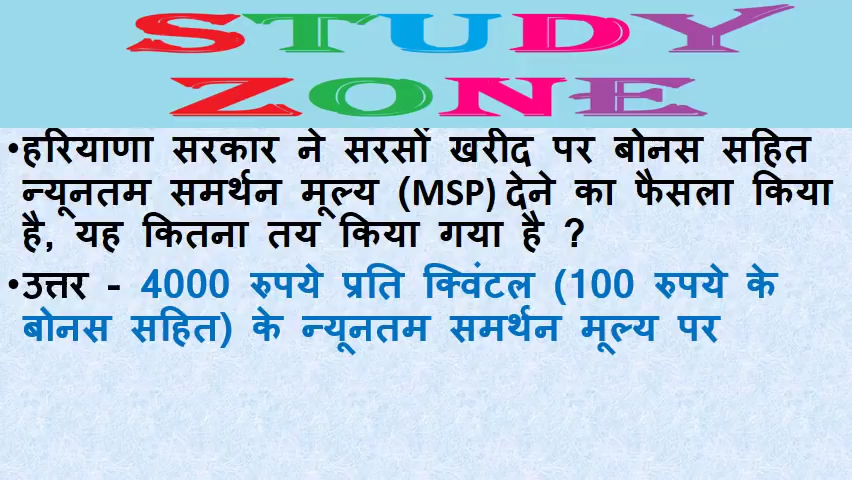 STUDY
ZONE
•हरियाणा सरकार ने सरसों खरीद पर बोनस सहित
न्यूनतम समर्थन मूल्य (MSP) देने का फैसला किया
है, यह कितना तय किया गया है ?
•उत्तर - 4000 रुपये प्रति क्विंटल (100 रुपये के
बोनस सहित) के न्यूनतम समर्थन मूल्य पर